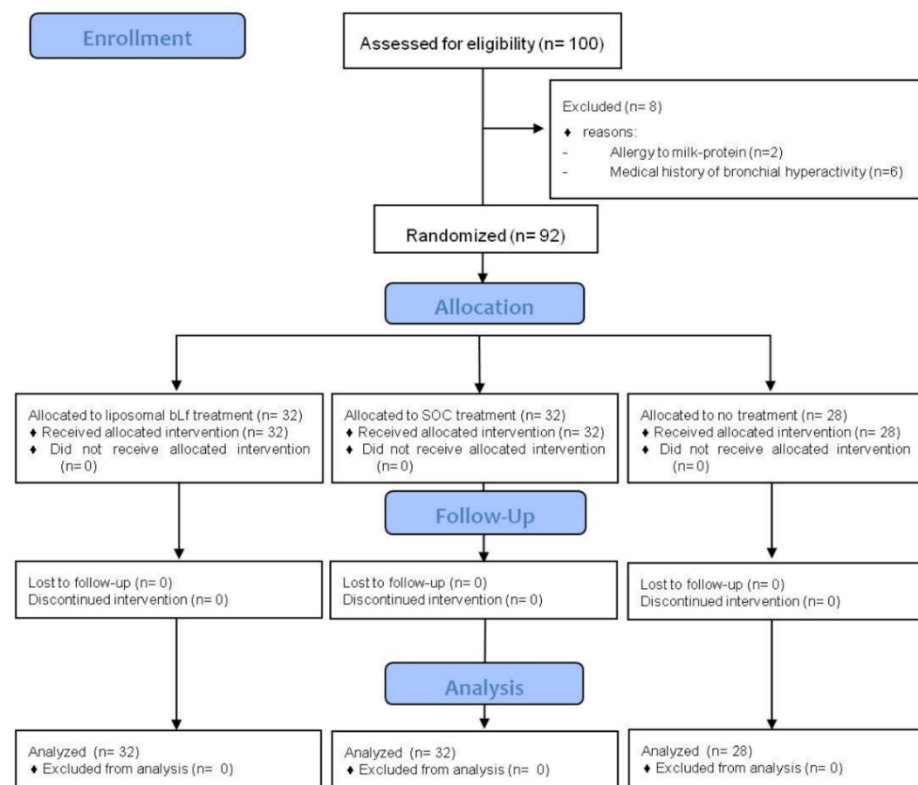 Enrollment
Assessed for eligibility (n= 100)
Excluded (n= 8)
♦ reasons:
- Allergy to milk-protein (n=2)
- Medical history of bronchial hyperactivity (n=6)
Randomized (n= 92)
Allocation
Allocated to liposomal bLf treatment (n= 32)
♦ Received allocated intervention (n= 32)
♦ Did not receive allocated intervention
(n= 0)
Allocated to SOC treatment (n= 32)
♦ Received allocated intervention (n= 32)
♦ Did not receive allocated intervention
(n= 0)
Allocated to no treatment (n= 28)
♦ Received allocated intervention (n= 28)
♦ Did not receive allocated intervention
(n= 0)
Follow-Up
Lost to follow-up (n= 0)
Discontinued intervention (n= 0)
Lost to follow-up (n= 0)
Discontinued intervention (n= 0)
Lost to follow-up (n= 0)
Discontinued intervention (n= 0)
Analysis
Analyzed (n= 32)
♦ Excluded from analysis (n= 0)
Analyzed (n= 32)
♦ Excluded from analysis (n= 0)
Analyzed (n= 28)
♦ Excluded from analysis (n= 0)